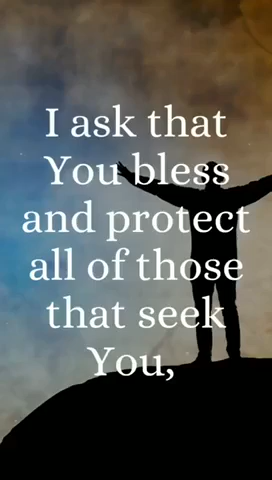 I ask that
You bless
and protect
all of those
that seek
You,